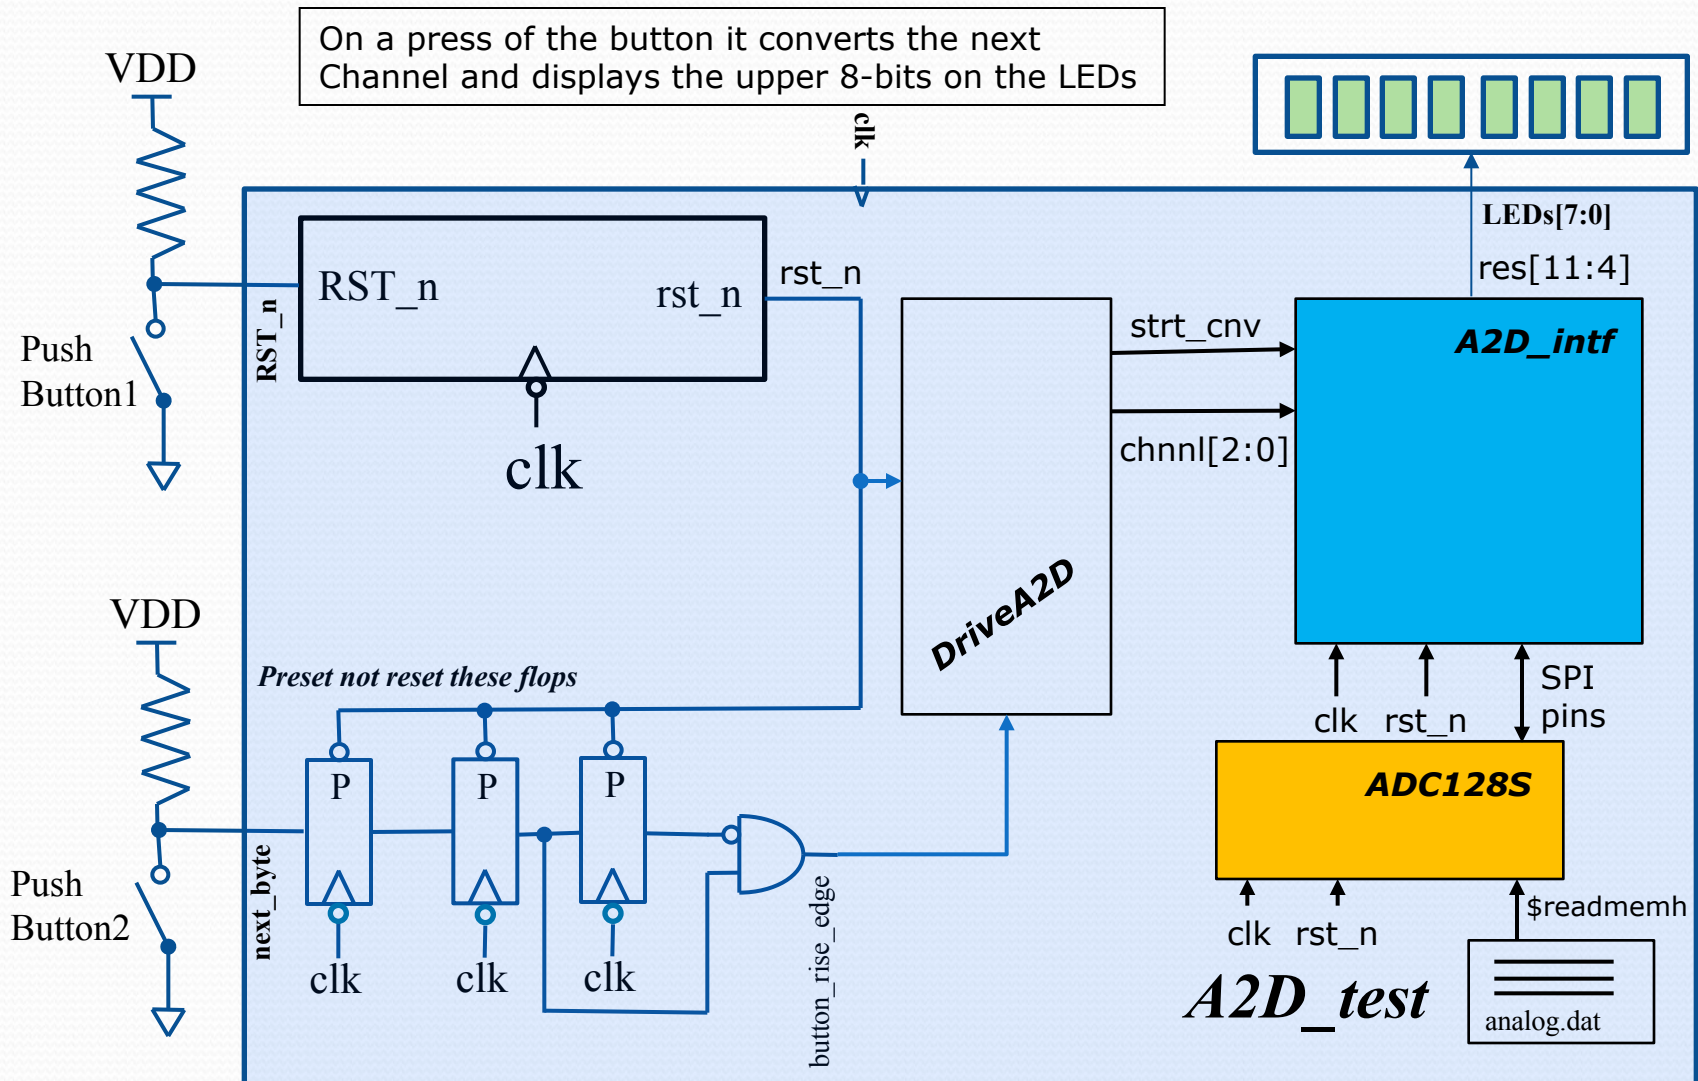 On a press of the button it converts the next
Channel and displays the upper 8-bits on the LEDs
VDD
clk
LEDs[7:0]
res[11:4]
RST_n
rst_n
rst_n
RST_n
Push
Button1
clk
strt_cnv
chnnl[2:0]
A2D_intf
DriveA2D
VDD
Preset not reset these flops
P
P
P
clk
rst_n
SPI
pins
ADC128S
Push
Button2
next_byte
clk
clk
clk
button_rise_edge
clk
rst_n
$readmemh
A2D_test
analog.dat